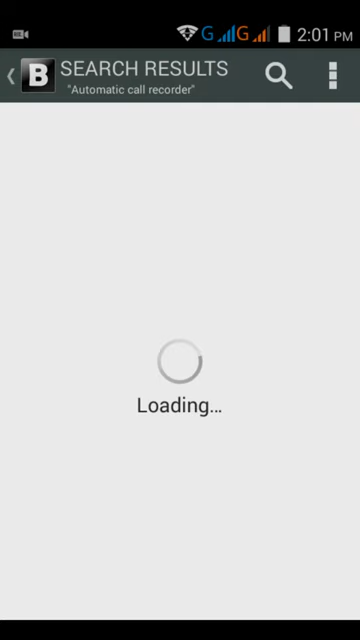 G G 2:01 PM
B SEARCH RESULTS
"Automatic call recorder"
Loading...